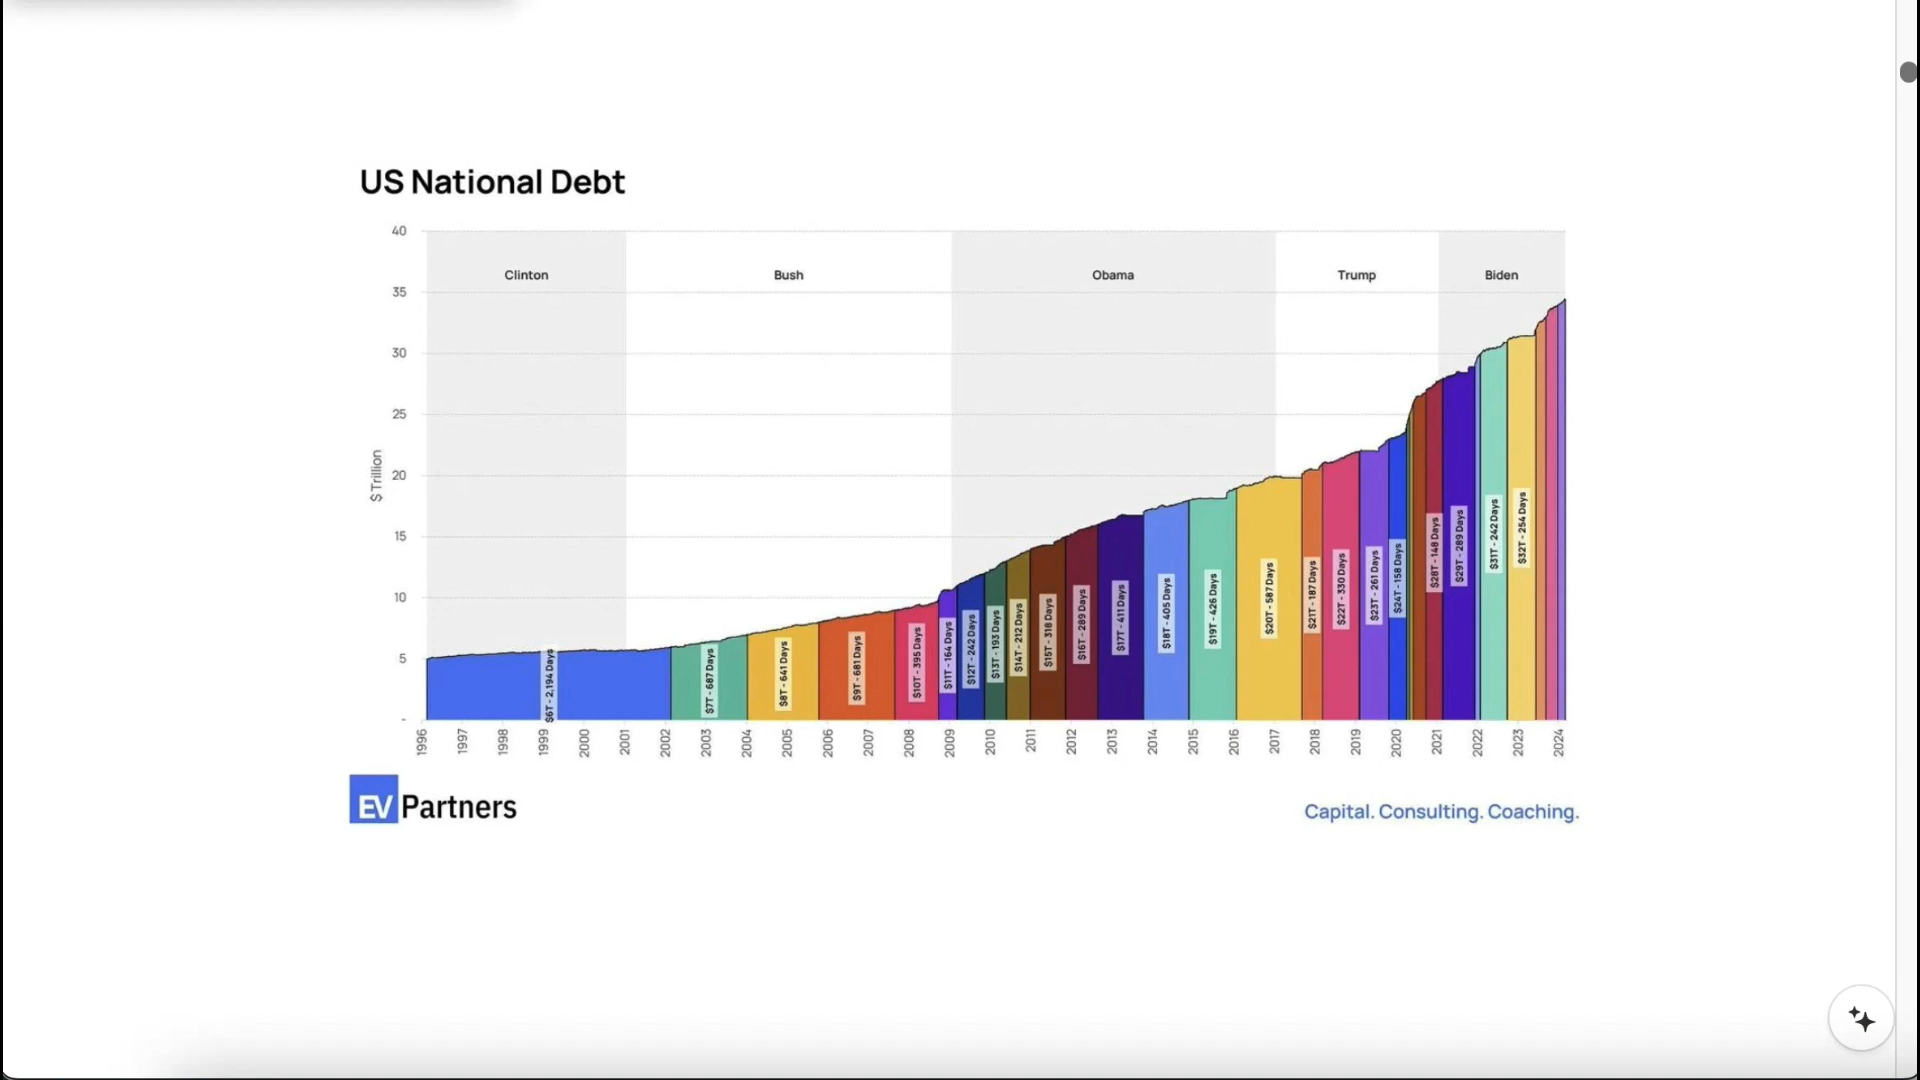 US National Debt
40
35
30
25
20
15
10
5
-
$ Trillion
Clinton
Bush
Obama
Trump
Biden
$6T - 2,194 Days
$7T - 687 Days
$8T - 641 Days
$9T - 681 Days
$10T - 395 Days
$11T - 164 Days
$12T - 242 Days
$13T - 193 Days
$14T - 212 Days
$15T - 318 Days
$16T - 289 Days
$17T - 411 Days
$18T - 405 Days
$19T - 426 Days
$20T - 587 Days
$21T - 187 Days
$22T - 330 Days
$23T - 261 Days
$24T - 158 Days
$28T - 148 Days
$29T - 289 Days
$31T - 242 Days
$32T - 254 Days
1996
1997
1998
1999
2000
2001
2002
2003
2004
2005
2006
2007
2008
2009
2010
2011
2012
2013
2014
2015
2016
2017
2018
2019
2020
2021
2022
2023
2024
EV Partners
Capital. Consulting. Coaching.